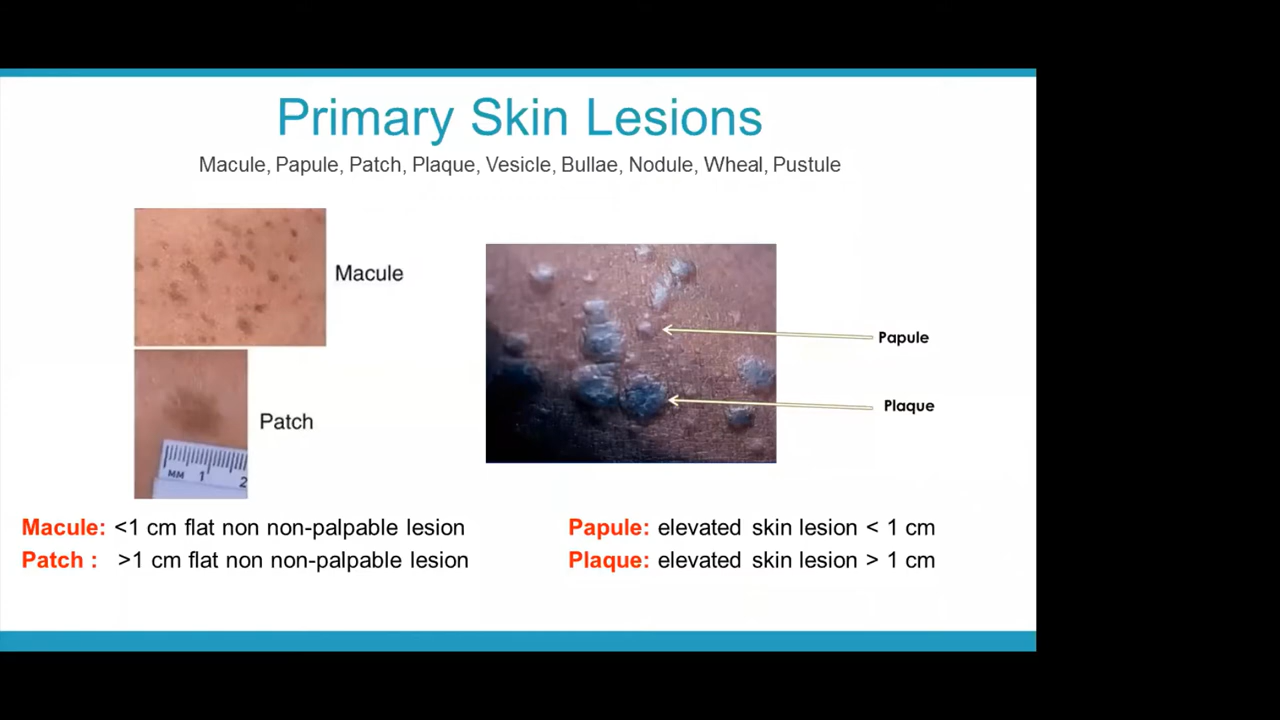 Primary Skin Lesions
Macule, Papule, Patch, Plaque, Vesicle, Bullae, Nodule, Wheal, Pustule
Macule
Patch
MM 1 2
Papule
Plaque
Macule: <1 cm flat non non-palpable lesion
Patch : >1 cm flat non non-palpable lesion
Papule: elevated skin lesion < 1 cm
Plaque: elevated skin lesion > 1 cm